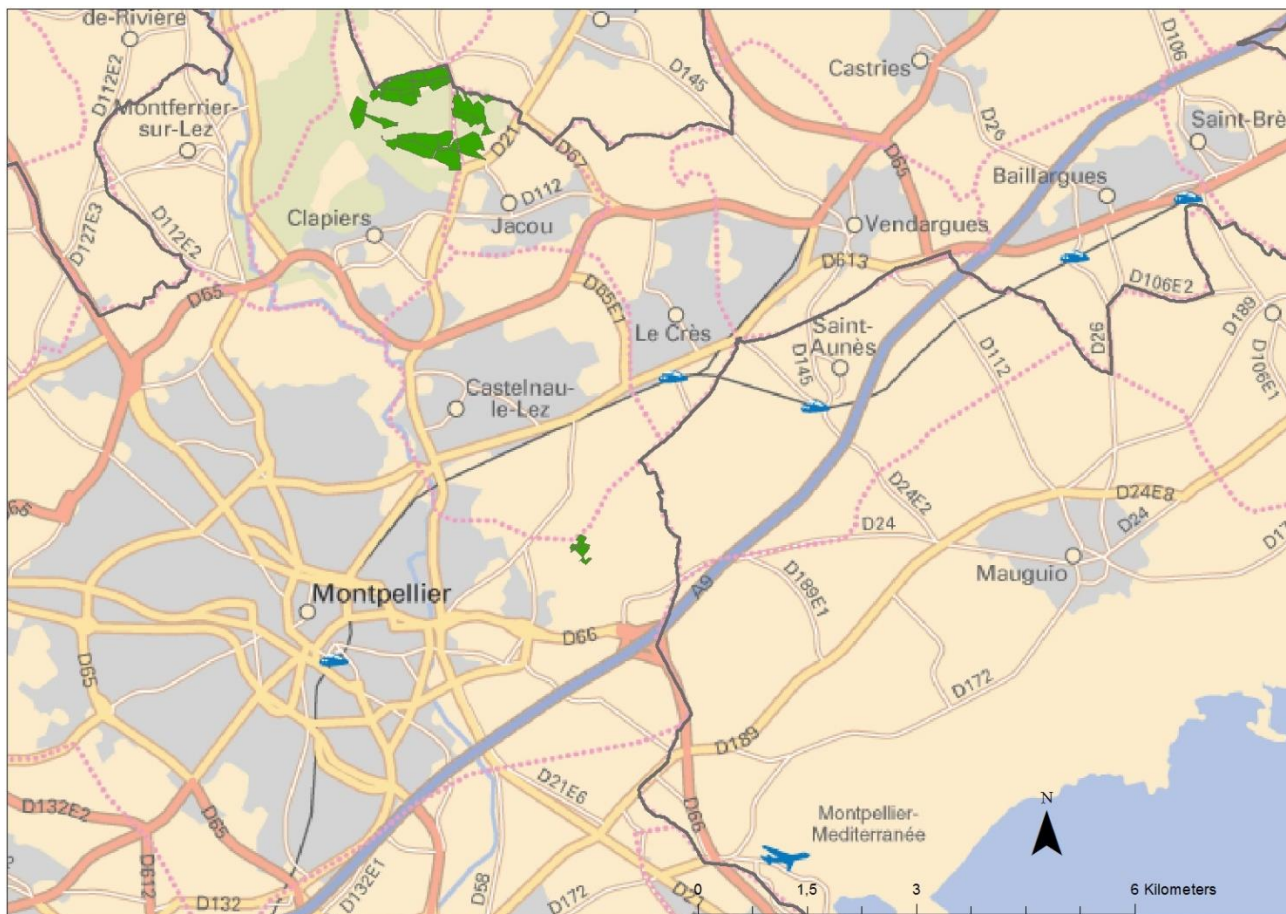 de-Rivière
D112E2
Montferrier-
sur-Lez
D145
Castries
D106
D26
Saint-Brè
D21
D67
D65
Baillargues
D127E3
D112E2
Clapiers
D112
Jacou
Vendargues
D65
D613
D65E1
D106E2
D189
Le Crès
Saint-
Aunès
D145
D112
D26
D106E1
Castelnau-
le-Lez
D24E2
D24E8
D24
D24
65
D17
Mauguio
D189E1
A9
Montpellier
D66
D65
D172
D189
D21E6
D132E2
D65
D66
Montpellier-
Mediterranée
N
D612
D132E1
D132
D58
D172
D21
0 1,5 3 6 Kilometers